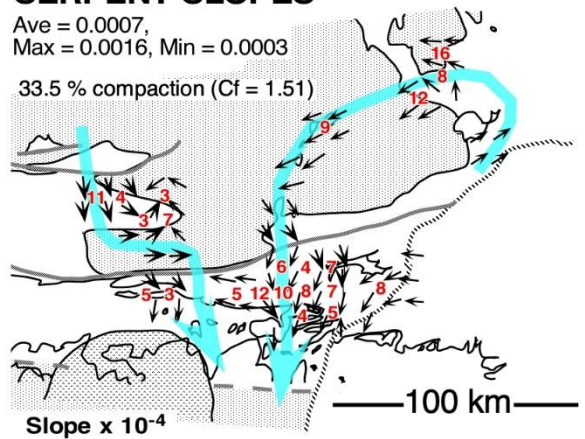 SERPENT SLOPES
Ave = 0.0007,
Max = 0.0016, Min = 0.0003
33.5 % compaction (Cf = 1.51)
16
8
12
9
11 4 3
3 7
6 4 7
5 3 5 12 10 8 7 8
4 5
100 km
Slope x 10-4